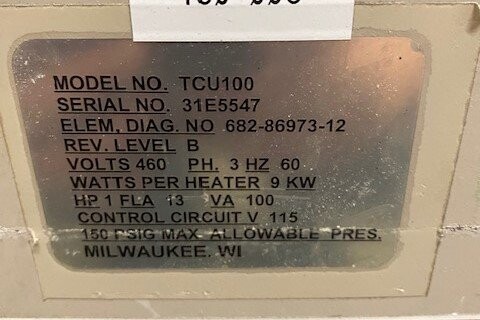 MODEL NO. TCU100
SERIAL NO. 31E5547
ELEM. DIAG. NO 682-86973-12
REV. LEVEL B
VOLTS 460 PH. 3 HZ 60
WATTS PER HEATER 9 KW
HP 1 FLA 13 VA 100
CONTROL CIRCUIT V 115
150 PSIG MAX. ALLOWABLE PRES.
MILWAUKEE. WI